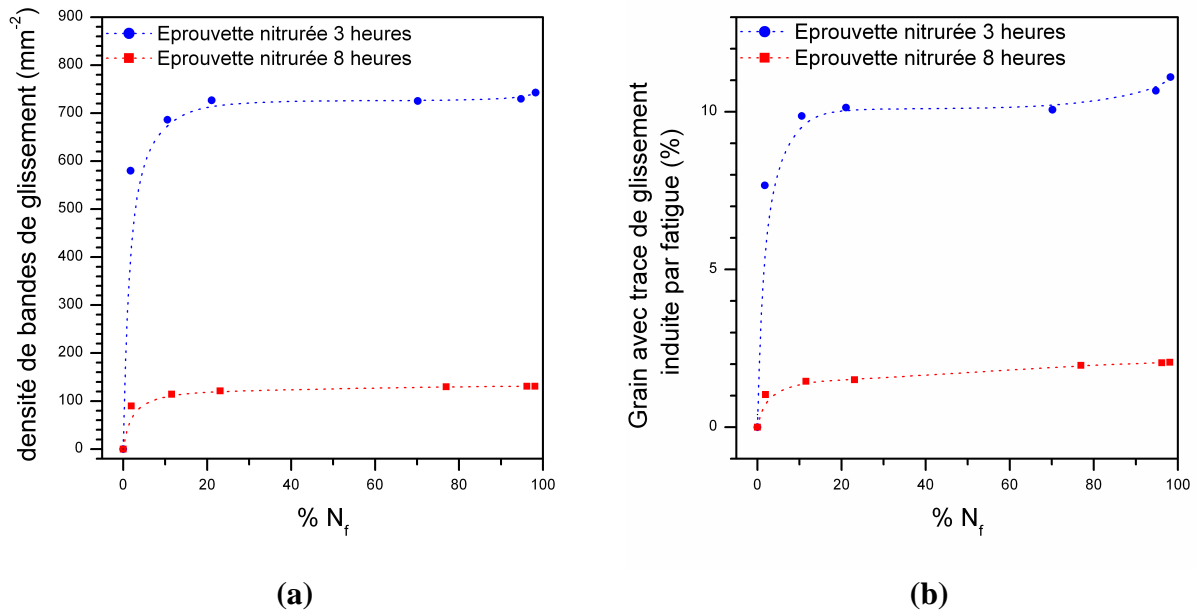 900
800
700
600
500
400
300
200
100
0
densité de bandes de glissement (mm-2)
Eprouvette nitrurée 3 heures
Eprouvette nitrurée 8 heures
0 20 40 60 80 100
% Nf
(a)
10
5
0
Grain avec trace de glissement
induite par fatigue (%)
Eprouvette nitrurée 3 heures
Eprouvette nitrurée 8 heures
0 20 40 60 80 100
% Nf
(b)